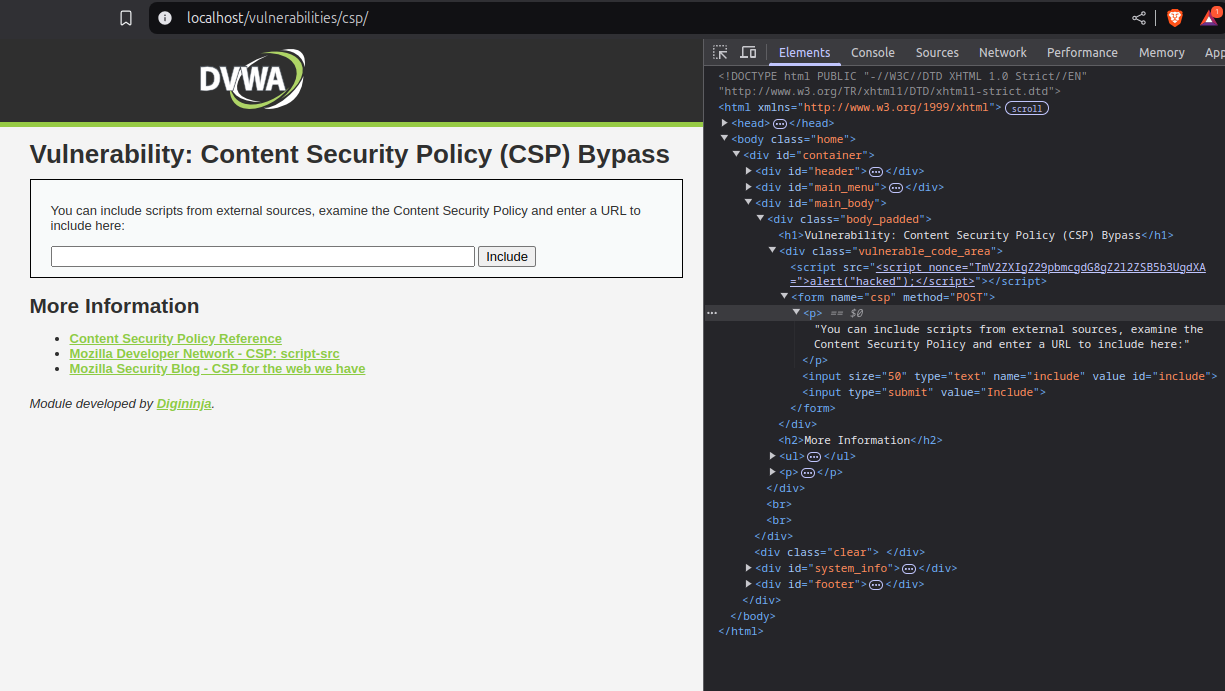 localhost/vulnerabilities/csp/
1
DVWA
Vulnerability: Content Security Policy (CSP) Bypass
You can include scripts from external sources, examine the Content Security Policy and enter a URL to
include here:
Include
More Information
• Content Security Policy Reference
• Mozilla Developer Network - CSP: script-src
• Mozilla Security Blog - CSP for the web we have
Module developed by Digininja.
Elements Console Sources Network Performance Memory App
<!DOCTYPE html PUBLIC "-//W3C//DTD XHTML 1.0 Strict//EN"
"http://www.w3.org/TR/xhtml1/DTD/xhtml1-strict.dtd">
<html xmlns="http://www.w3.org/1999/xhtml"> scroll
<head> ••• </head>
<body class="home">
<div id="container">
<div id="header"> ••• </div>
<div id="main_menu"> ••• </div>
<div id="main_body">
<div class="body_padded">
<h1>Vulnerability: Content Security Policy (CSP) Bypass</h1>
<div class="vulnerable_code_area">
<script src="<script nonce="TmV2ZXIgZ29pbmcgdG8gZ2l2ZSB5b3UgdXA
=">alert("hacked");</script>"></script>
<form name="csp" method="POST">
••• <p> == $0
"You can include scripts from external sources, examine the
Content Security Policy and enter a URL to include here:"
</p>
<input size="50" type="text" name="include" value id="include">
<input type="submit" value="Include">
</form>
</div>
<h2>More Information</h2>
<ul> ••• </ul>
<p> ••• </p>
</div>
<br>
<br>
</div>
<div class="clear"> </div>
<div id="system_info"> ••• </div>
<div id="footer"> ••• </div>
</div>
</body>
</html>